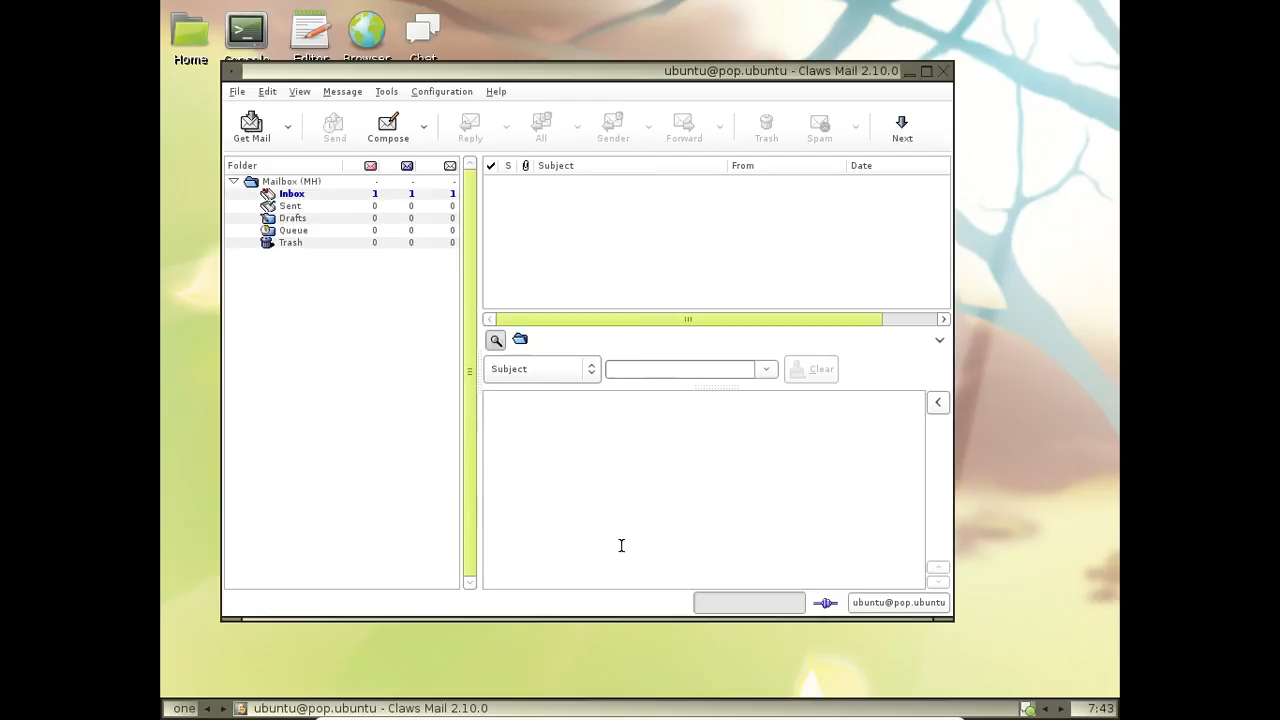 Home
Console
Editor
Browser
Chat
ubuntu@pop.ubuntu - Claws Mail 2.10.0
File Edit View Message Tools Configuration Help
Get Mail Send Compose Reply All Sender Forward Trash Spam Next
Folder
Mailbox (MH) - - -
Inbox 1 1 1
Sent 0 0 0
Drafts 0 0 0
Queue 0 0 0
Trash 0 0 0
S Subject From Date
Subject Clear
ubuntu@pop.ubuntu
one ubuntu@pop.ubuntu - Claws Mail 2.10.0 7:43